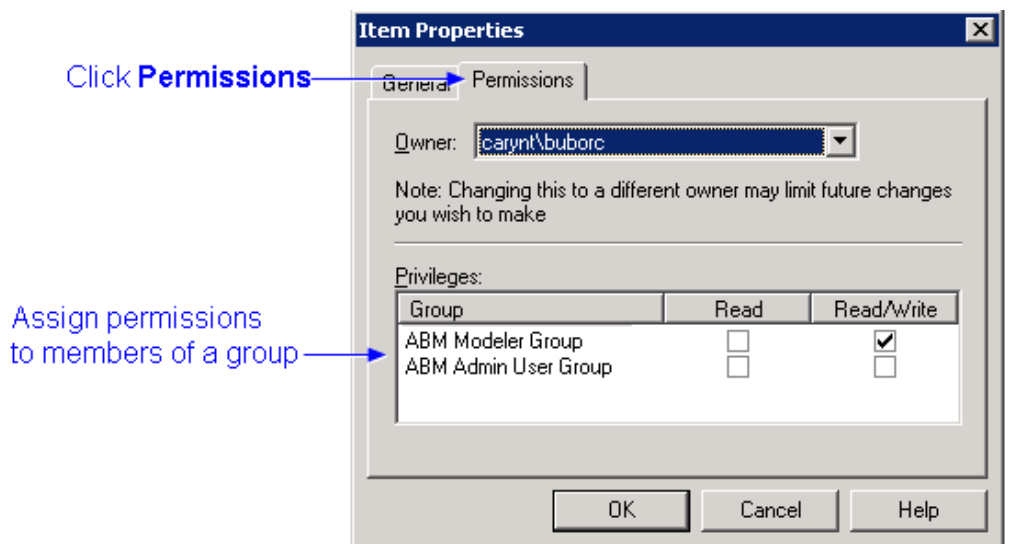 Item Properties
Click Permissions
General Permissions
Owner: carynt\buborc
Note: Changing this to a different owner may limit future changes
you wish to make
Privileges:
Group Read Read/Write
Assign permissions
to members of a group
ABM Modeler Group
ABM Admin User Group
OK Cancel Help